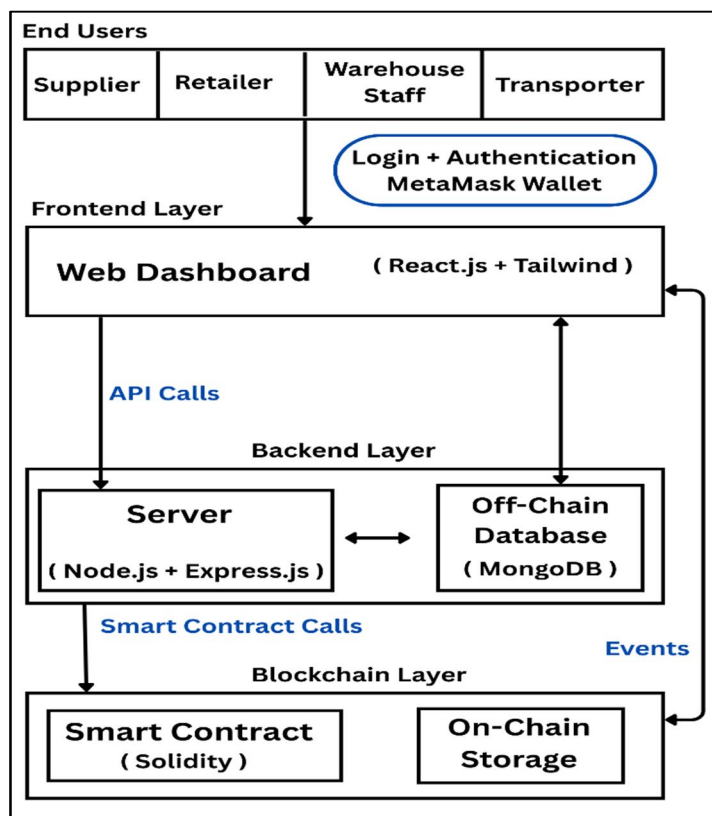 End Users
Supplier
Retailer
Warehouse
Staff
Transporter
Login + Authentication
MetaMask Wallet
Frontend Layer
Web Dashboard
( React.js + Tailwind )
API Calls
Backend Layer
Server
( Node.js + Express.js )
Off-Chain
Database
( MongoDB )
Smart Contract Calls
Events
Blockchain Layer
Smart Contract
( Solidity )
On-Chain
Storage